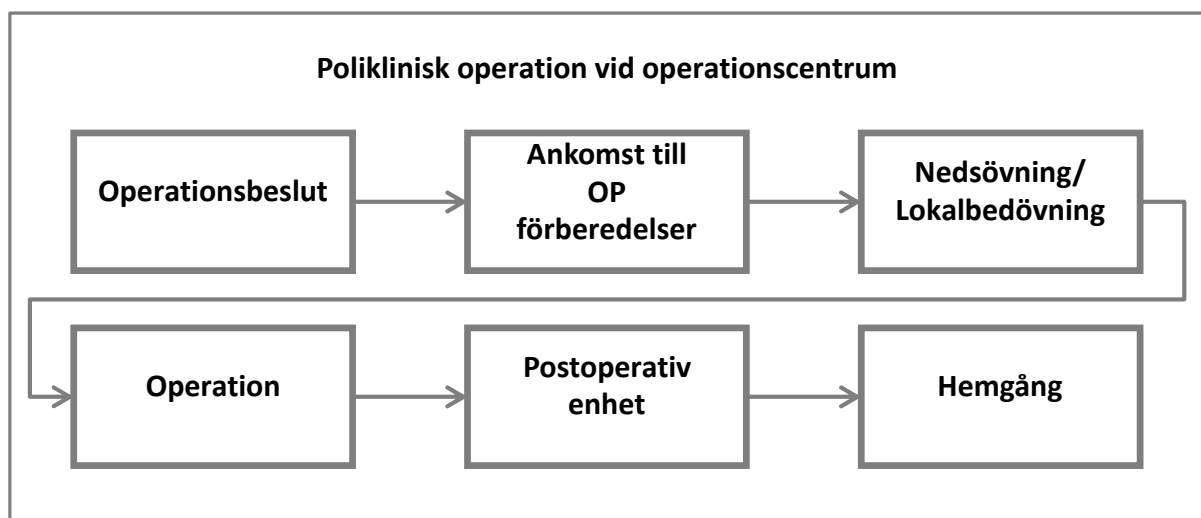 Poliklinisk operation vid operationscentrum
Operationsbeslut
Ankomst till
OP
förberedelser
Nedsövning/
Lokalbedövning
Operation
Postoperativ
enhet
Hemgång